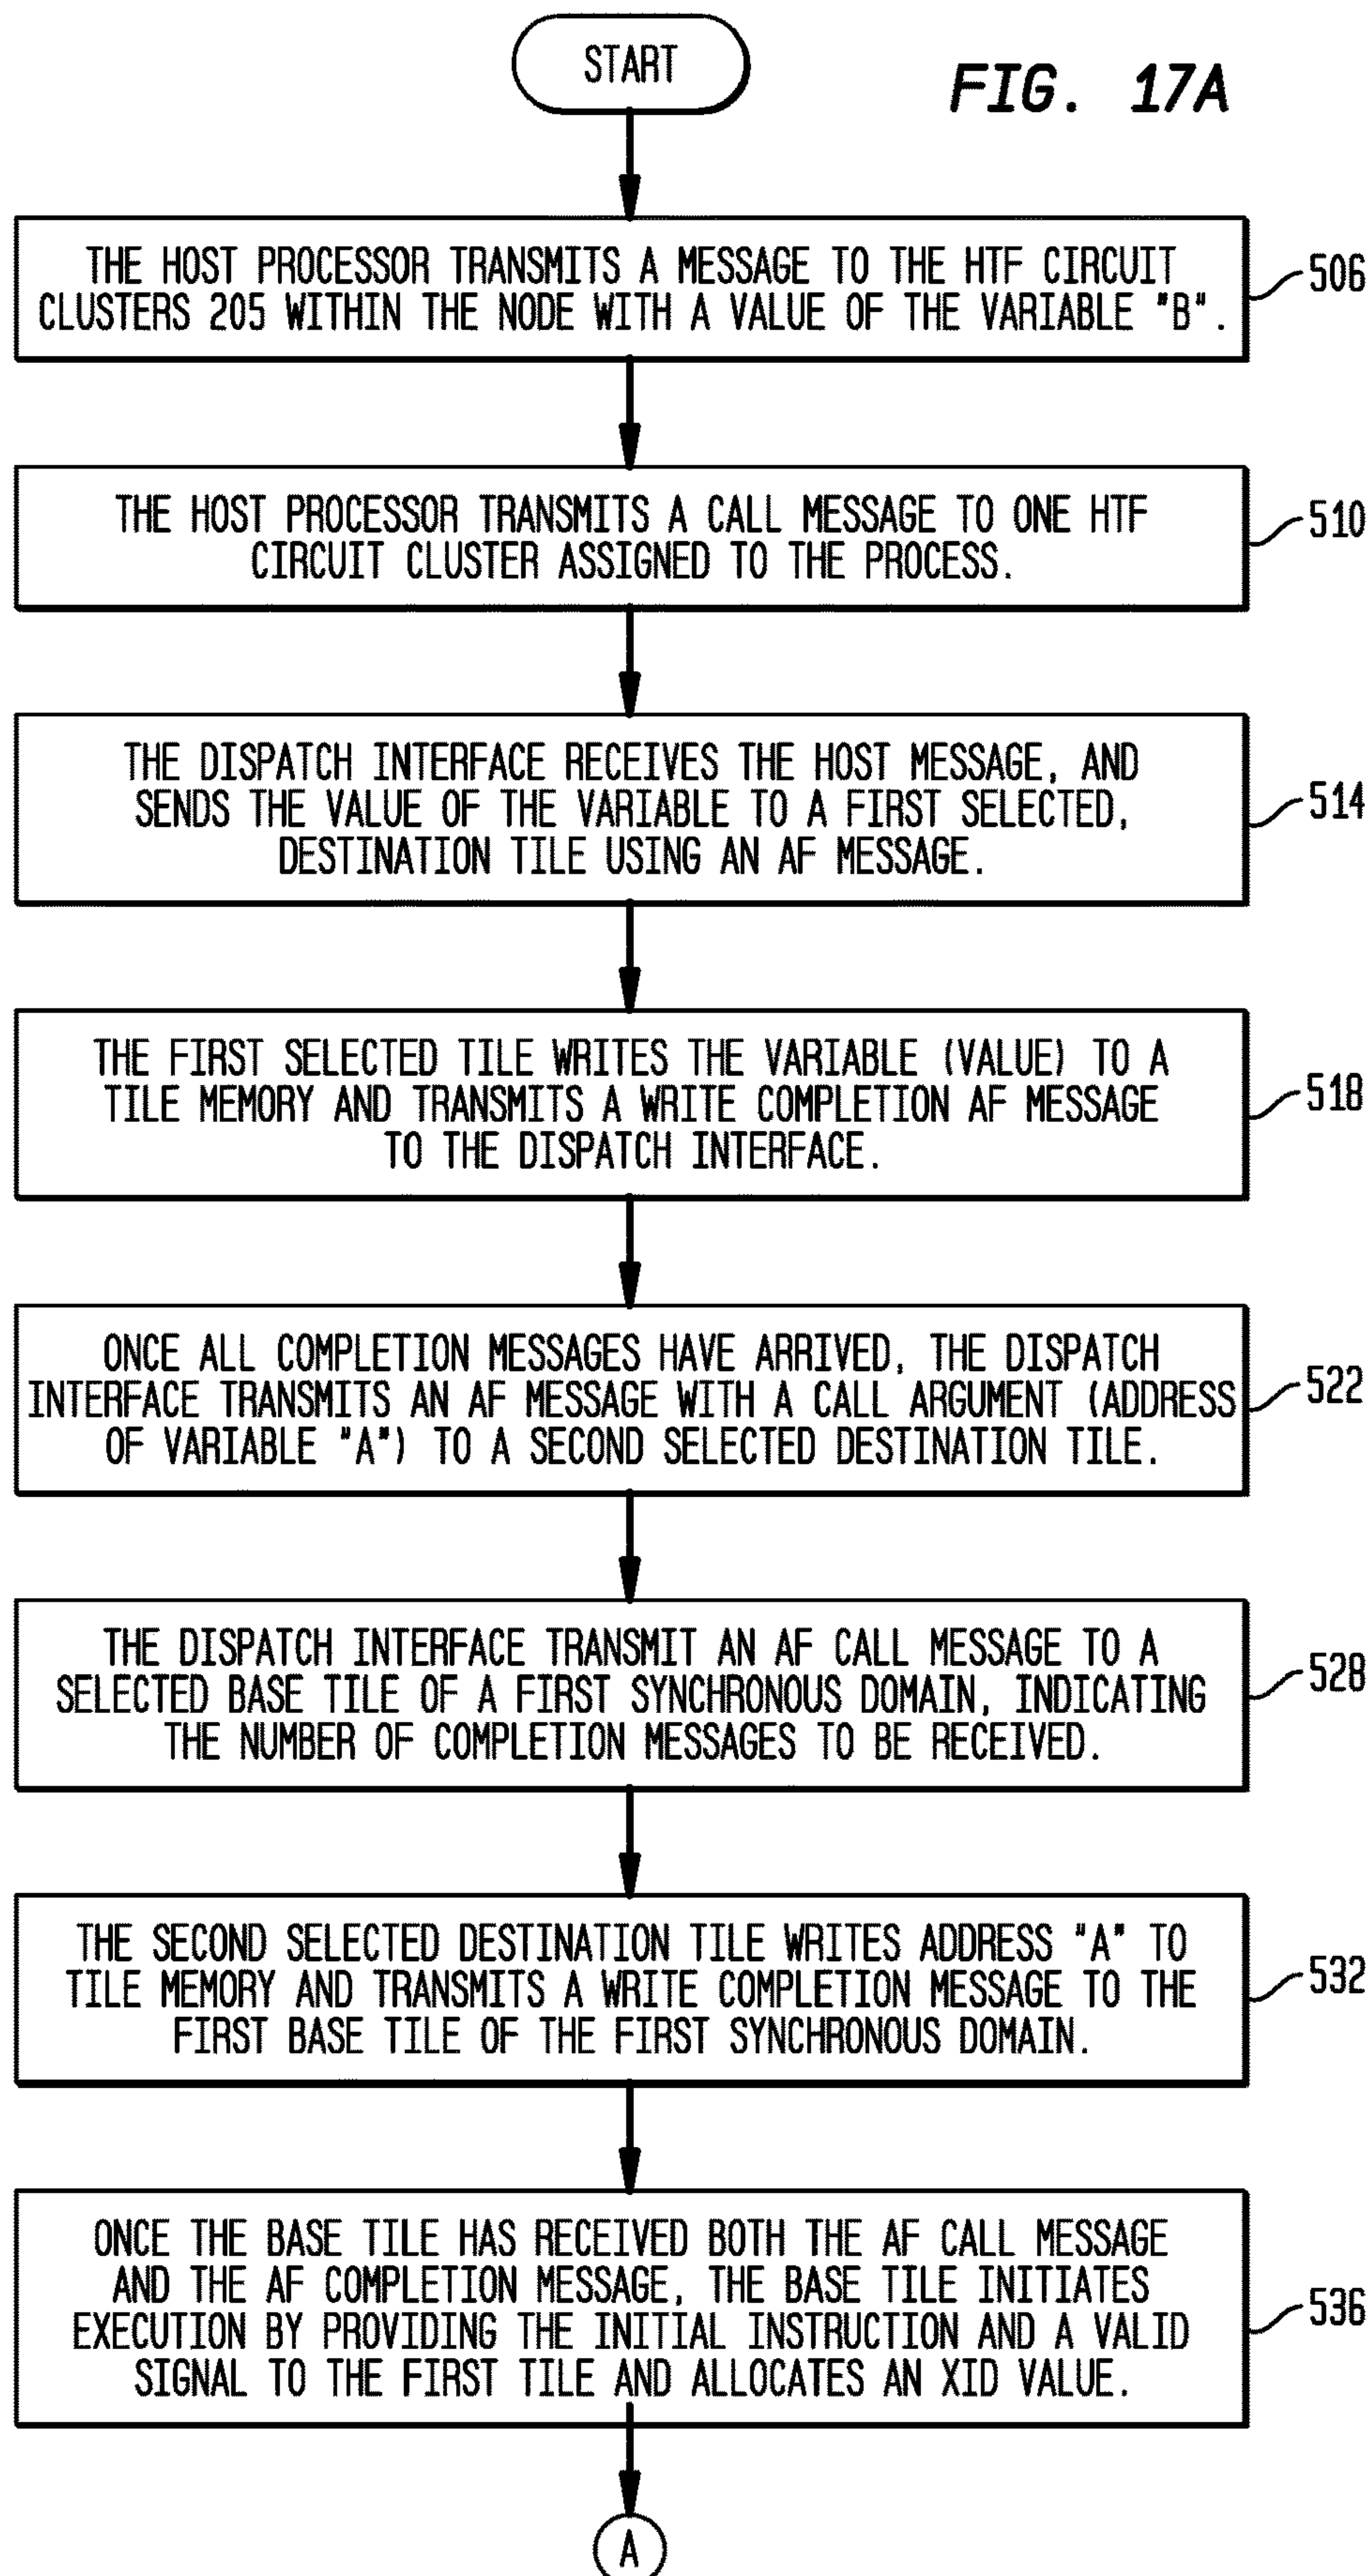 START
FIG. 17A
THE HOST PROCESSOR TRANSMITS A MESSAGE TO THE HTF CIRCUIT
CLUSTERS 205 WITHIN THE NODE WITH A VALUE OF THE VARIABLE "B".
506
THE HOST PROCESSOR TRANSMITS A CALL MESSAGE TO ONE HTF
CIRCUIT CLUSTER ASSIGNED TO THE PROCESS.
510
THE DISPATCH INTERFACE RECEIVES THE HOST MESSAGE, AND
SENDS THE VALUE OF THE VARIABLE TO A FIRST SELECTED,
DESTINATION TILE USING AN AF MESSAGE.
514
THE FIRST SELECTED TILE WRITES THE VARIABLE (VALUE) TO A
TILE MEMORY AND TRANSMITS A WRITE COMPLETION AF MESSAGE
TO THE DISPATCH INTERFACE.
518
ONCE ALL COMPLETION MESSAGES HAVE ARRIVED, THE DISPATCH
INTERFACE TRANSMITS AN AF MESSAGE WITH A CALL ARGUMENT (ADDRESS
OF VARIABLE "A") TO A SECOND SELECTED DESTINATION TILE.
522
THE DISPATCH INTERFACE TRANSMIT AN AF CALL MESSAGE TO A
SELECTED BASE TILE OF A FIRST SYNCHRONOUS DOMAIN, INDICATING
THE NUMBER OF COMPLETION MESSAGES TO BE RECEIVED.
528
THE SECOND SELECTED DESTINATION TILE WRITES ADDRESS "A" TO
TILE MEMORY AND TRANSMITS A WRITE COMPLETION MESSAGE TO THE
FIRST BASE TILE OF THE FIRST SYNCHRONOUS DOMAIN.
532
ONCE THE BASE TILE HAS RECEIVED BOTH THE AF CALL MESSAGE
AND THE AF COMPLETION MESSAGE, THE BASE TILE INITIATES
EXECUTION BY PROVIDING THE INITIAL INSTRUCTION AND A VALID
SIGNAL TO THE FIRST TILE AND ALLOCATES AN XID VALUE.
536
A